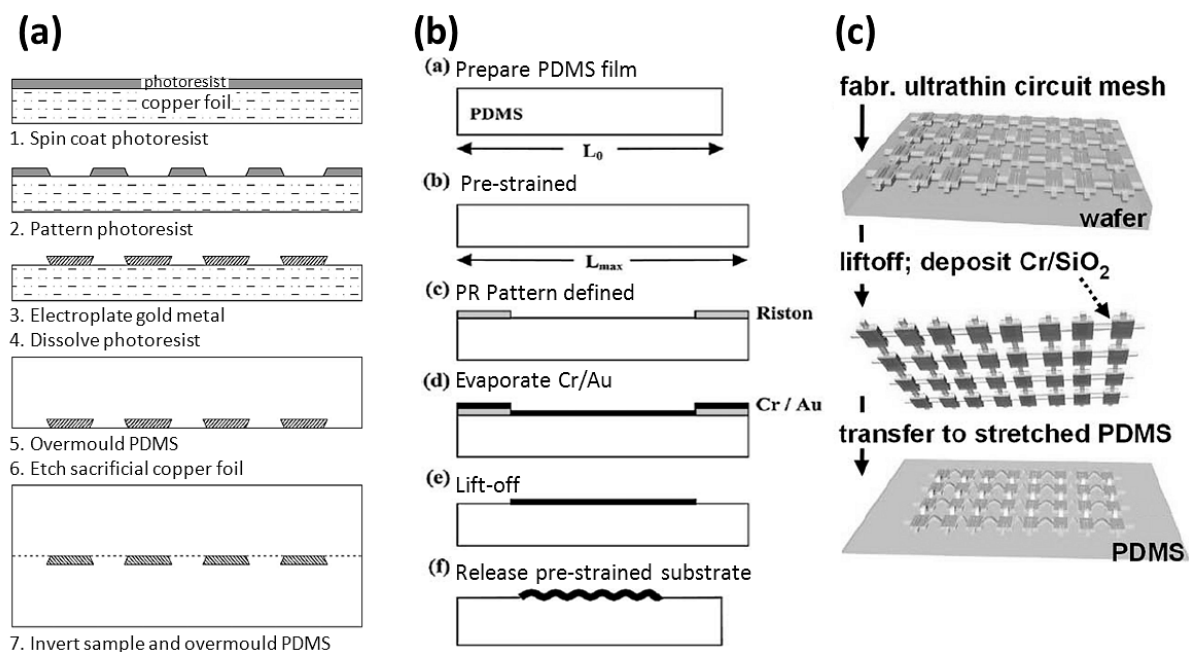 (a)
photoresist
copper foil
1. Spin coat photoresist
2. Pattern photoresist
3. Electroplate gold metal
4. Dissolve photoresist
5. Overmould PDMS
6. Etch sacrificial copper foil
7. Invert sample and overmould PDMS
(b)
(a) Prepare PDMS film
PDMS
L0
(b) Pre-strained
Lmax
(c) PR Pattern defined
Riston
(d) Evaporate Cr/Au
Cr / Au
(e) Lift-off
(f) Release pre-strained substrate
(c)
fabr. ultrathin circuit mesh
wafer
liftoff; deposit Cr/SiO2
transfer to stretched PDMS
PDMS